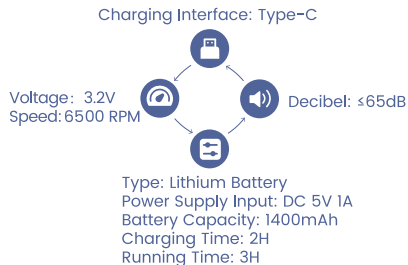 Charging Interface: Type-C
Voltage: 3.2V
Speed: 6500 RPM
Decibel: ≤65dB
Type: Lithium Battery
Power Supply Input: DC 5V 1A
Battery Capacity: 1400mAh
Charging Time: 2H
Running Time: 3H